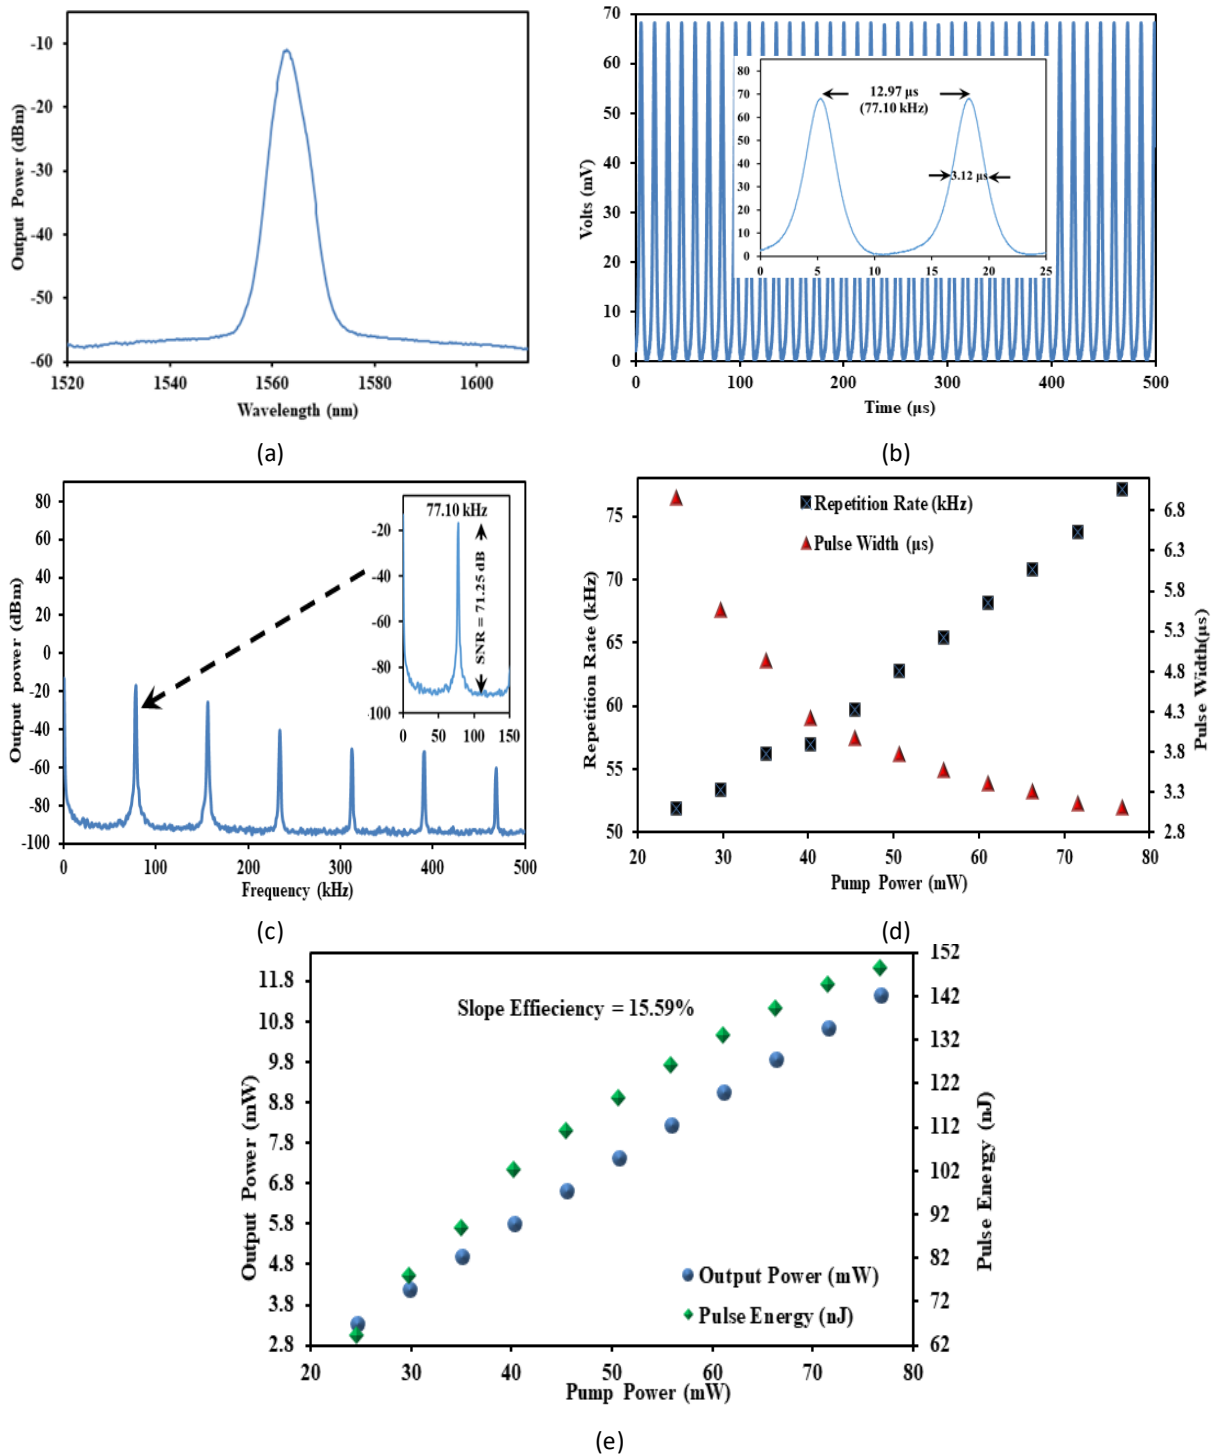 -10
-20
-30
-40
-50
-60
Output Power (dBm)
1520 1540 1560 1580 1600
Wavelength (nm)
(a)
70
60
50
40
30
20
10
0
Volts (mV)
80
70
60
50
40
30
20
10
0
12.97 µs
(77.10 kHz)
3.12 µs
0 5 10 15 20 25
0 100 200 300 400 500
Time (µs)
(b)
80
60
40
20
0
-20
-40
-60
-80
-100
Output power (dBm)
-20
-40
-60
-80
-100
77.10 kHz
SNR = 71.25 dB
0 50 100 150
0 100 200 300 400 500
Frequency (kHz)
(c)
75
70
65
60
55
50
Repetition Rate (kHz)
Repetition Rate (kHz)
Pulse Width (µs)
6.8
6.3
5.8
5.3
4.8
4.3
3.8
3.3
2.8
Pulse Width(µs)
20 30 40 50 60 70 80
Pump Power (mW)
(d)
11.8
10.8
9.8
8.8
7.8
6.8
5.8
4.8
3.8
2.8
Output Power (mW)
Slope Effieciency = 15.59%
Output Power (mW)
Pulse Energy (nJ)
152
142
132
122
112
102
92
82
72
62
Pulse Energy (nJ)
20 30 40 50 60 70 80
Pump Power (mW)
(e)